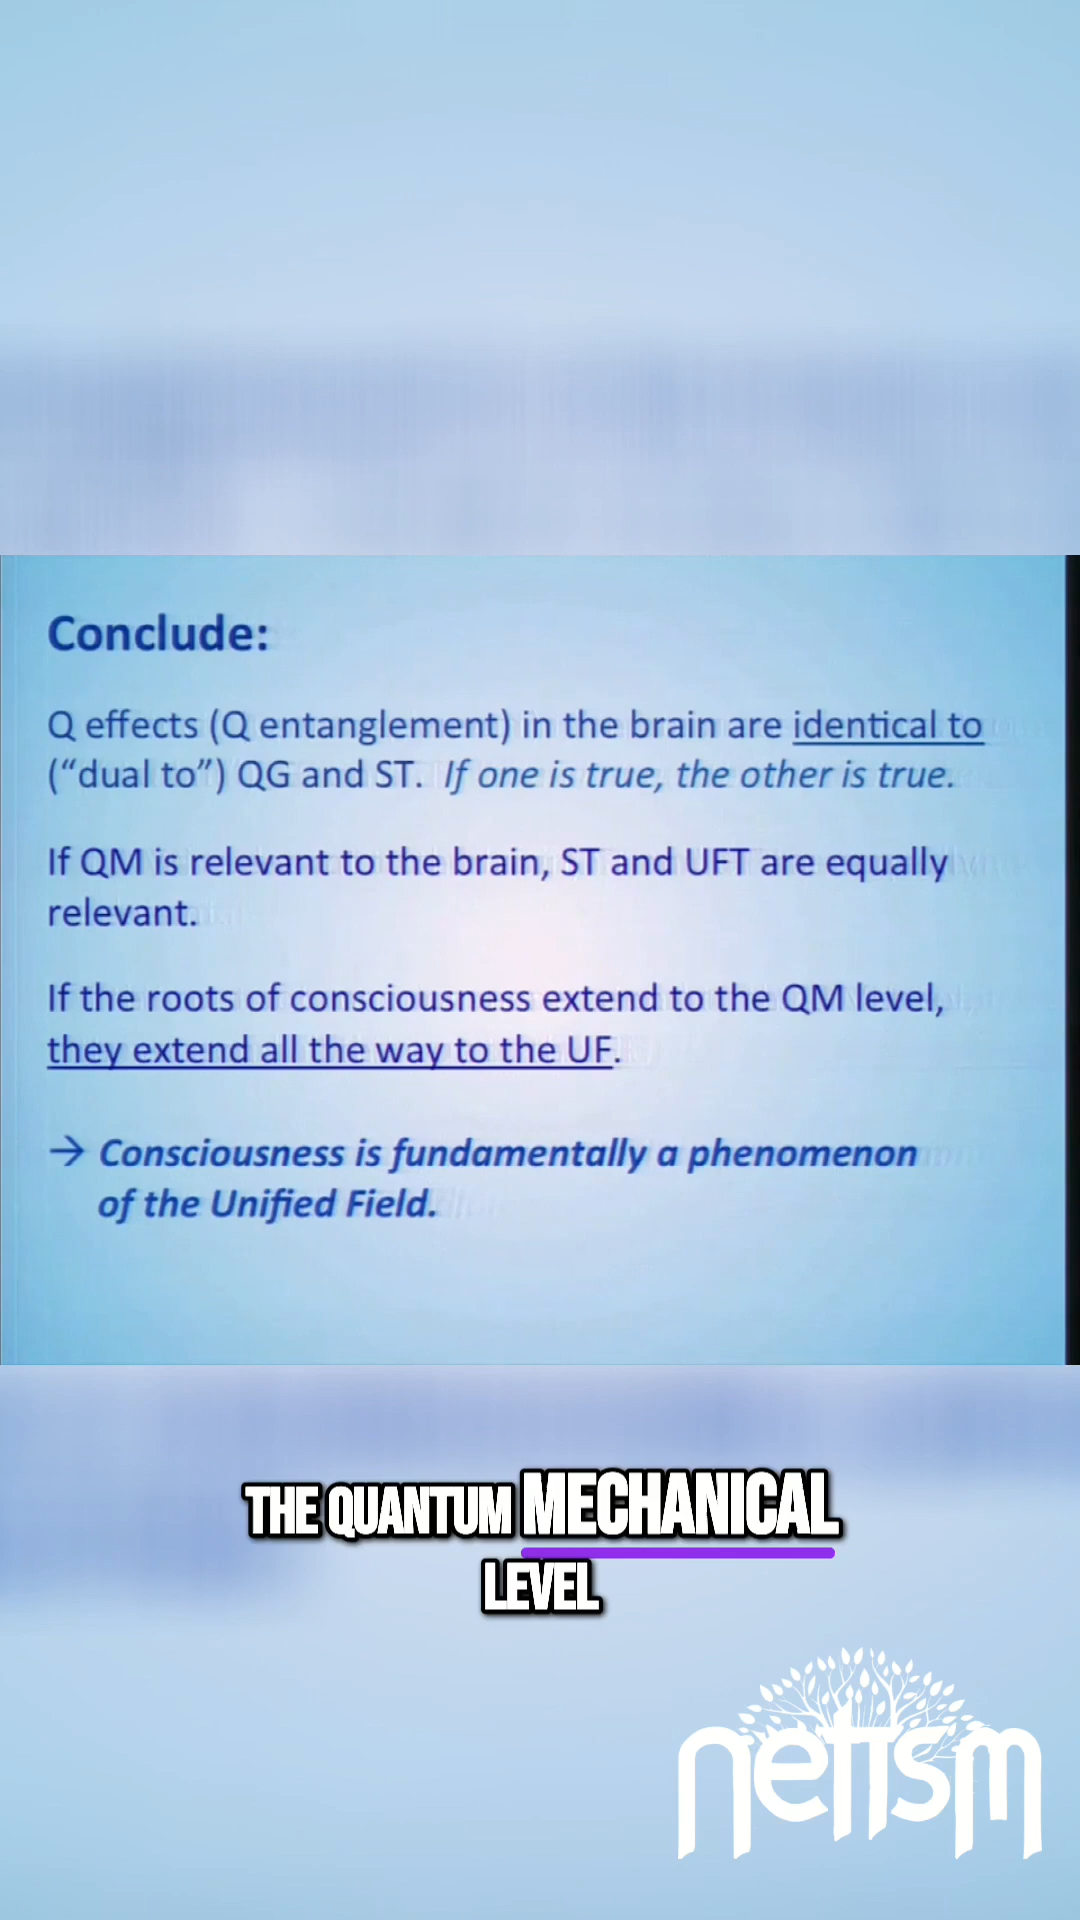 Conclude:
Q effects (Q entanglement) in the brain are identical to
(“dual to”) QG and ST. If one is true, the other is true.
If QM is relevant to the brain, ST and UFT are equally
relevant.
If the roots of consciousness extend to the QM level,
they extend all the way to the UF.
→ Consciousness is fundamentally a phenomenon
of the Unified Field.
THE QUANTUM MECHANICAL
LEVEL
netism